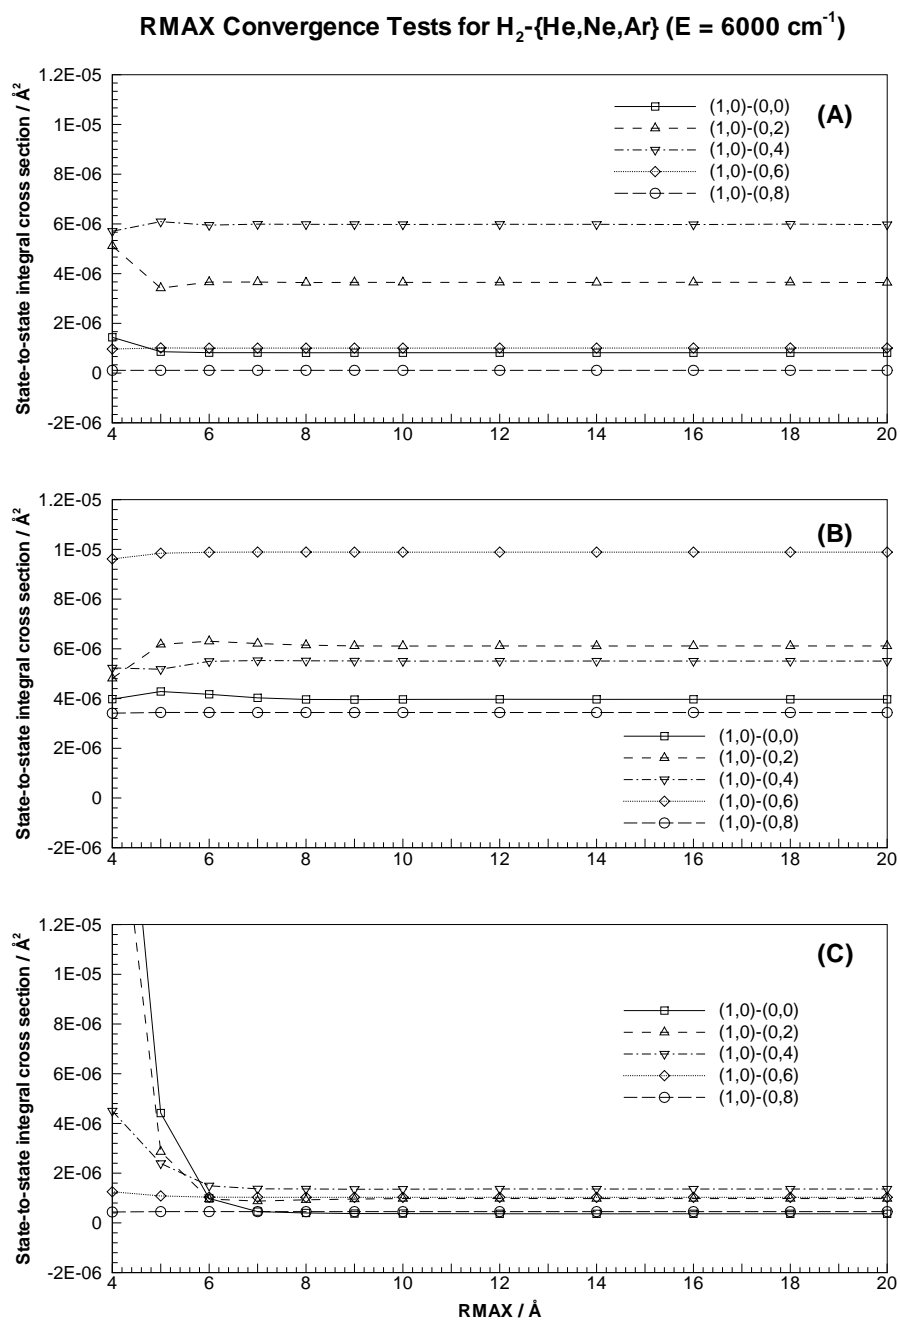 RMAX Convergence Tests for H₂-{He,Ne,Ar} (E = 6000 cm⁻¹)
State-to-state integral cross section / Å²
1.2E-05
1E-05
8E-06
6E-06
4E-06
2E-06
0
-2E-06
4 6 8 10 12 14 16 18 20
(A)
(1,0)-(0,0)
(1,0)-(0,2)
(1,0)-(0,4)
(1,0)-(0,6)
(1,0)-(0,8)
State-to-state integral cross section / Å²
1.2E-05
1E-05
8E-06
6E-06
4E-06
2E-06
0
-2E-06
4 6 8 10 12 14 16 18 20
(B)
(1,0)-(0,0)
(1,0)-(0,2)
(1,0)-(0,4)
(1,0)-(0,6)
(1,0)-(0,8)
State-to-state integral cross section / Å²
1.2E-05
1E-05
8E-06
6E-06
4E-06
2E-06
0
-2E-06
4 6 8 10 12 14 16 18 20
(C)
(1,0)-(0,0)
(1,0)-(0,2)
(1,0)-(0,4)
(1,0)-(0,6)
(1,0)-(0,8)
RMAX / Å